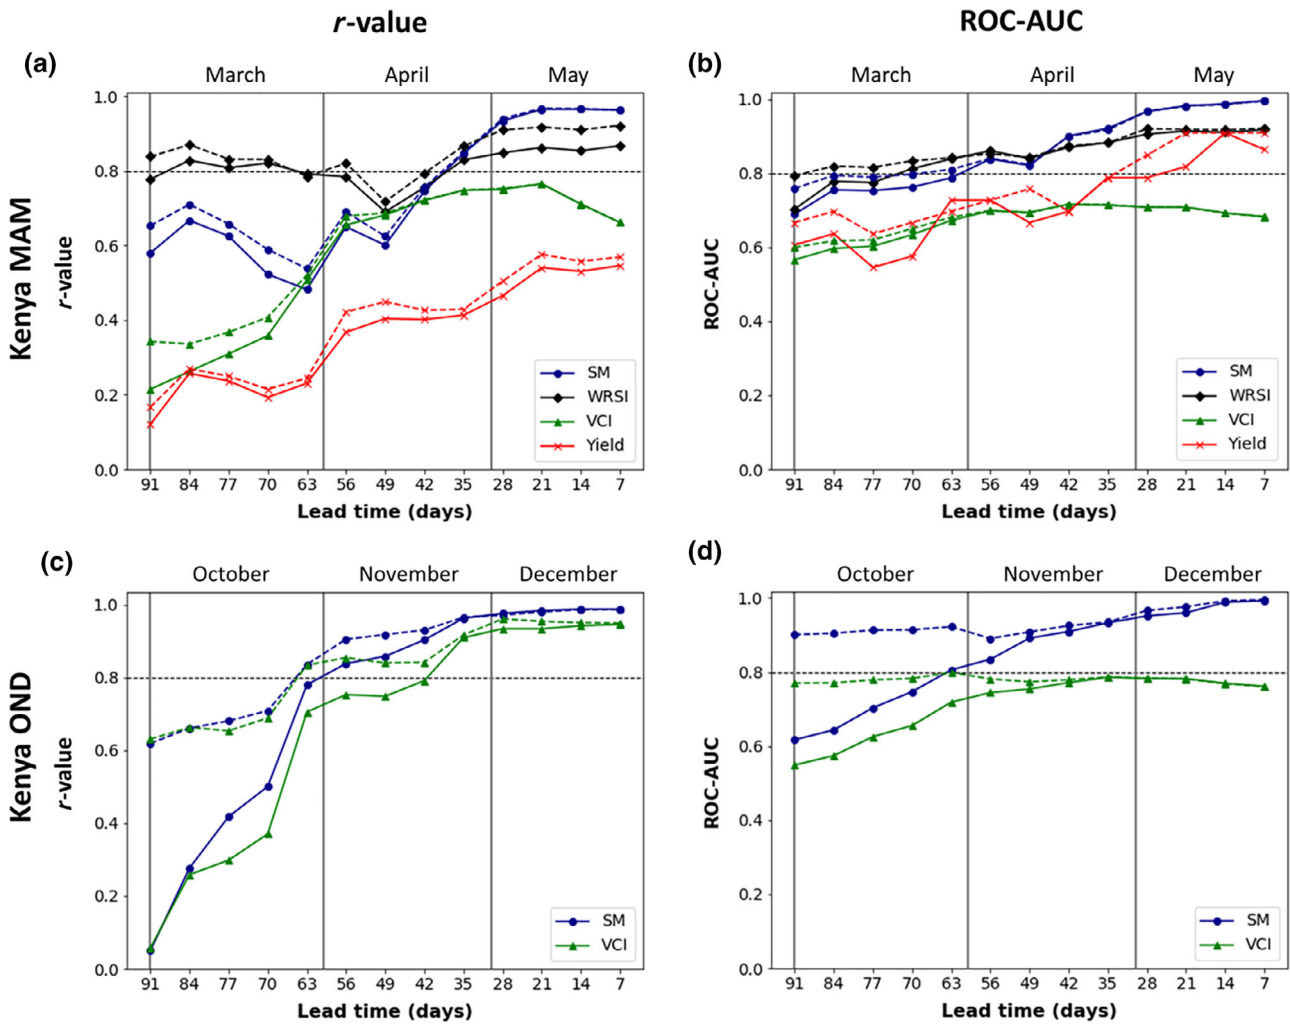 r-value
ROC-AUC
(a)
March April May
1.0
0.8
0.6
0.4
0.2
0.0
r-value
Kenya MAM
SM
WRSI
VCI
Yield
91 84 77 70 63 56 49 42 35 28 21 14 7
Lead time (days)
(b)
March April May
1.0
0.8
0.6
0.4
0.2
0.0
ROC-AUC
SM
WRSI
VCI
Yield
91 84 77 70 63 56 49 42 35 28 21 14 7
Lead time (days)
(c)
October November December
1.0
0.8
0.6
0.4
0.2
0.0
r-value
Kenya OND
SM
VCI
91 84 77 70 63 56 49 42 35 28 21 14 7
Lead time (days)
(d)
October November December
1.0
0.8
0.6
0.4
0.2
0.0
ROC-AUC
SM
VCI
91 84 77 70 63 56 49 42 35 28 21 14 7
Lead time (days)